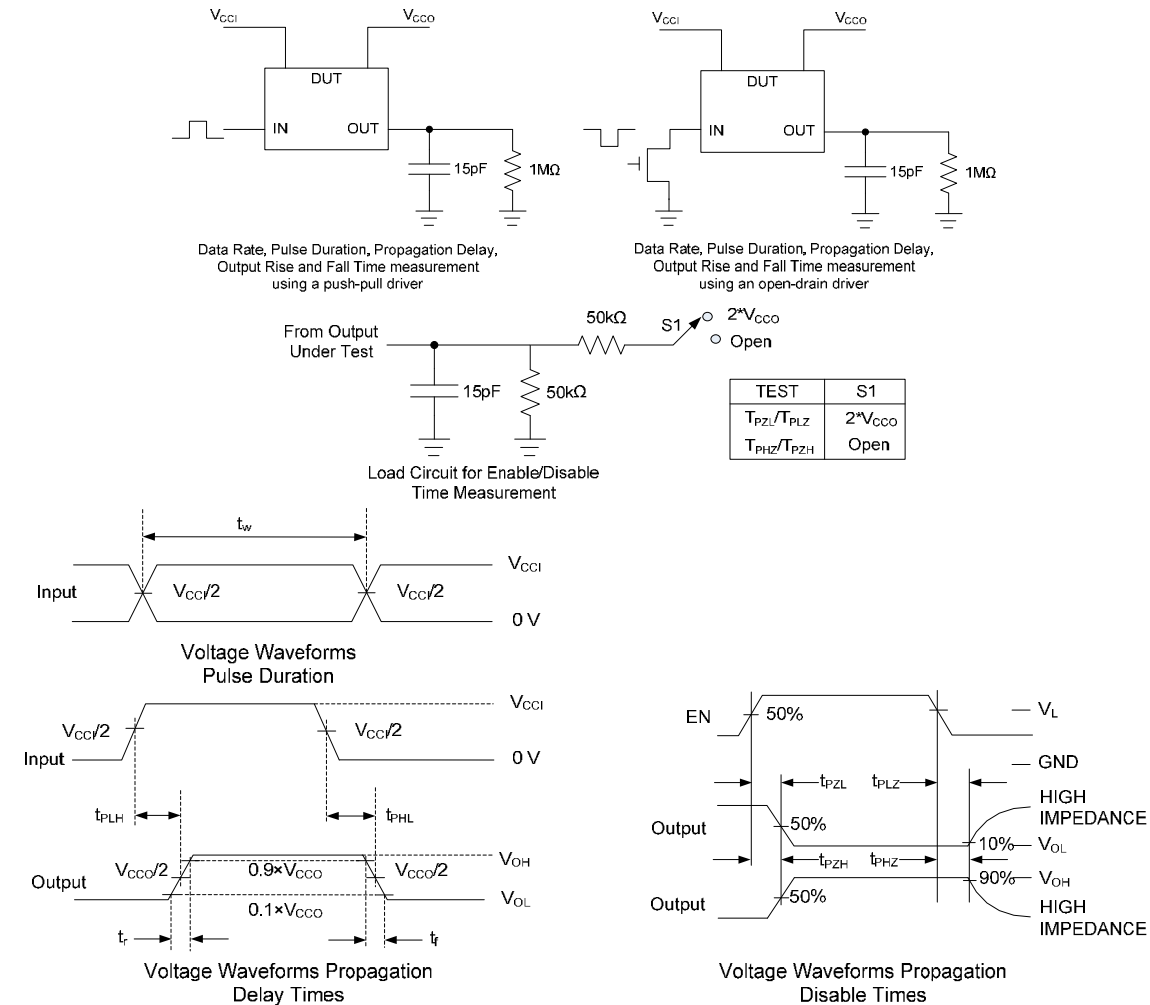 VCCI
VCCO
DUT
IN
OUT
15pF
1MΩ
Data Rate, Pulse Duration, Propagation Delay,
Output Rise and Fall Time measurement
using a push-pull driver
VCCI
VCCO
DUT
IN
OUT
15pF
1MΩ
Data Rate, Pulse Duration, Propagation Delay,
Output Rise and Fall Time measurement
using an open-drain driver
From Output
Under Test
15pF
50kΩ
50kΩ
S1
2*VCCO
Open
Load Circuit for Enable/Disable
Time Measurement
TEST S1
TPZL/TPLZ 2*VCCO
TPHZ/TPZH Open
tw
Input
VCCI/2
VCCI/2
VCCI
0 V
Voltage Waveforms
Pulse Duration
VCCI/2
VCCI/2
VCCI
Input
0 V
tPLH
tPHL
Output
VCCO/2
0.9×VCCO
VCCO/2
VOH
0.1×VCCO
VOL
tr
tf
Voltage Waveforms Propagation
Delay Times
EN
50%
VL
GND
tPZL
tPLZ
HIGH
IMPEDANCE
Output
50%
10%
VOL
tPZH
tPHZ
90%
VOH
Output
50%
HIGH
IMPEDANCE
Voltage Waveforms Propagation
Disable Times